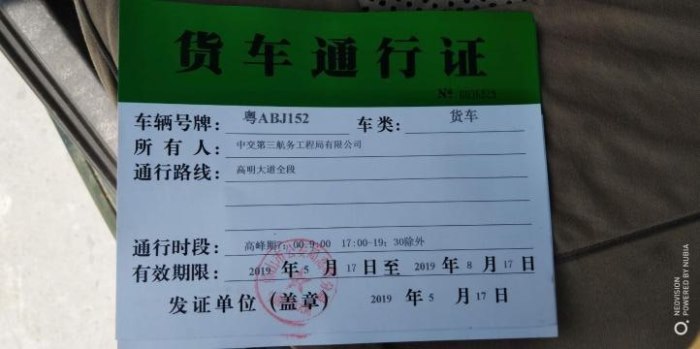 货车通行证
№
车辆号牌： 粤ABJ152 车类： 货车
所有人： 中交第三航务工程局有限公司
通行路线： 高明大道全段
通行时段： 高峰期7：00-9:00 17:00-19；30除外
有效期限： 2019 年 5 月 17 日至 2019 年 8 月 17 日
发证单位（盖章） 2019 年 5 月 17 日
NEOVISION
POWERED BY NUBIA